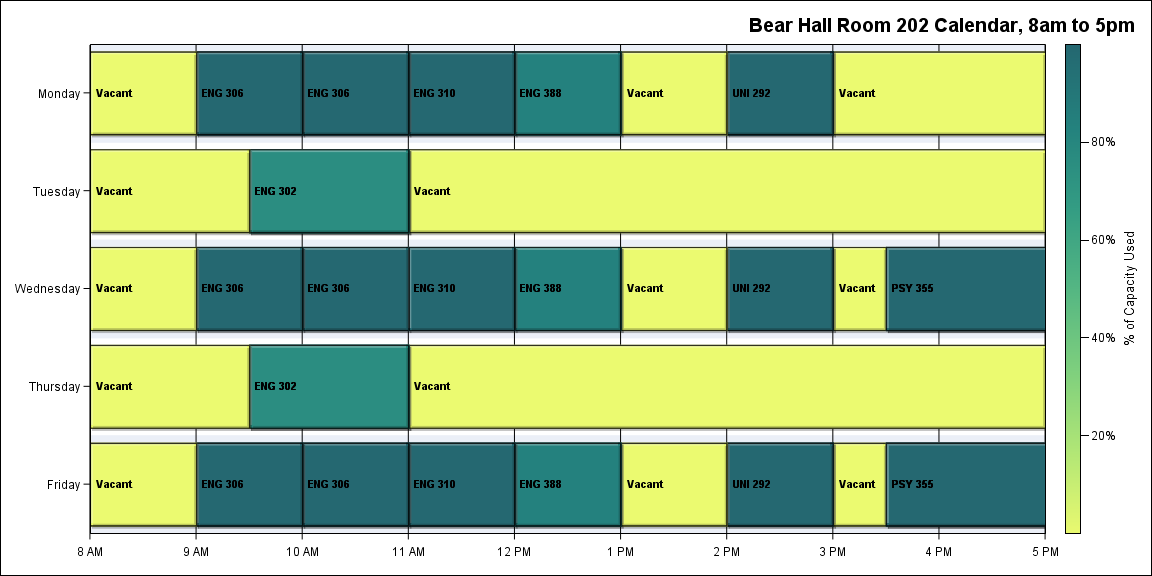 Bear Hall Room 202 Calendar, 8am to 5pm
Monday
Vacant
ENG 306
ENG 306
ENG 310
ENG 388
Vacant
UNI 292
Vacant
Tuesday
Vacant
ENG 302
Vacant
Wednesday
Vacant
ENG 306
ENG 306
ENG 310
ENG 388
Vacant
UNI 292
Vacant
PSY 355
Thursday
Vacant
ENG 302
Vacant
Friday
Vacant
ENG 306
ENG 306
ENG 310
ENG 388
Vacant
UNI 292
Vacant
PSY 355
8 AM
9 AM
10 AM
11 AM
12 PM
1 PM
2 PM
3 PM
4 PM
5 PM
80%
60%
40%
20%
% of Capacity Used